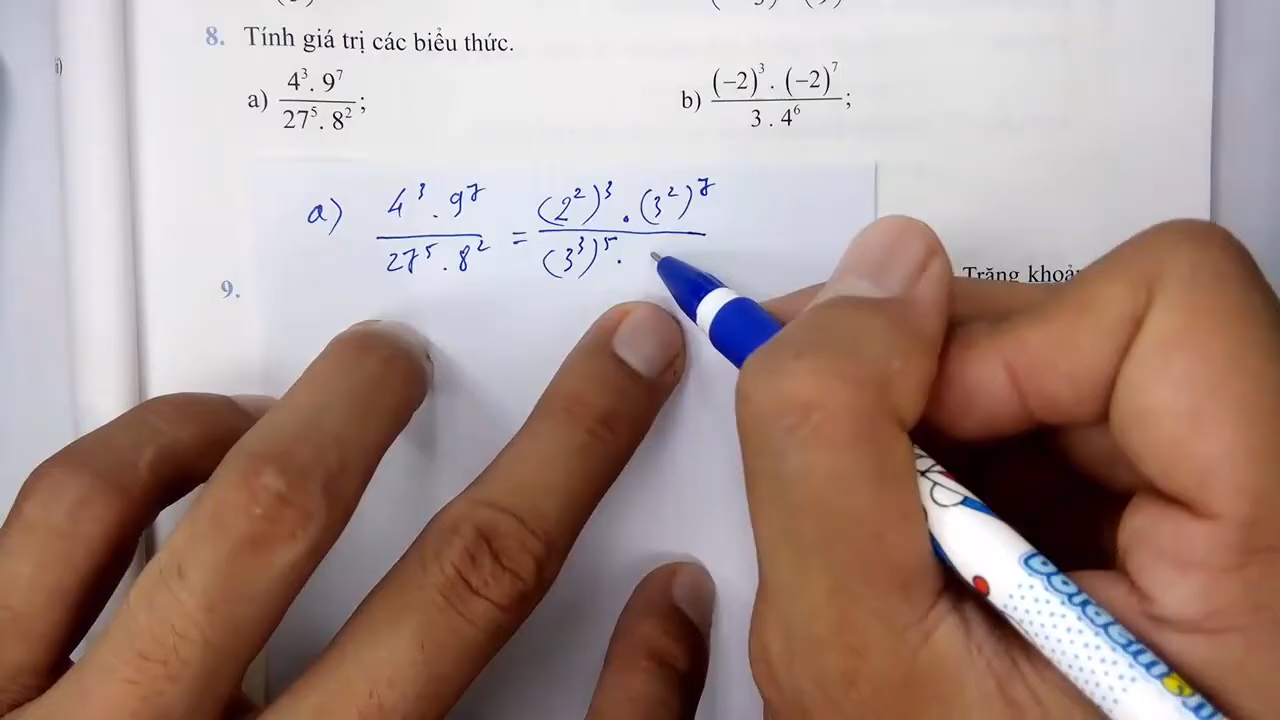 8. Tính giá trị các biểu thức.
a) 4³ . 9⁷ / 27⁵ . 8² ; b) (−2)³ . (−2)⁷ / 3 . 4⁶ ;
a) 4³ . 9⁷ / 27⁵ . 8² = (2²)³ . (3²)⁷ / (3³)⁵ .
9. Trăng